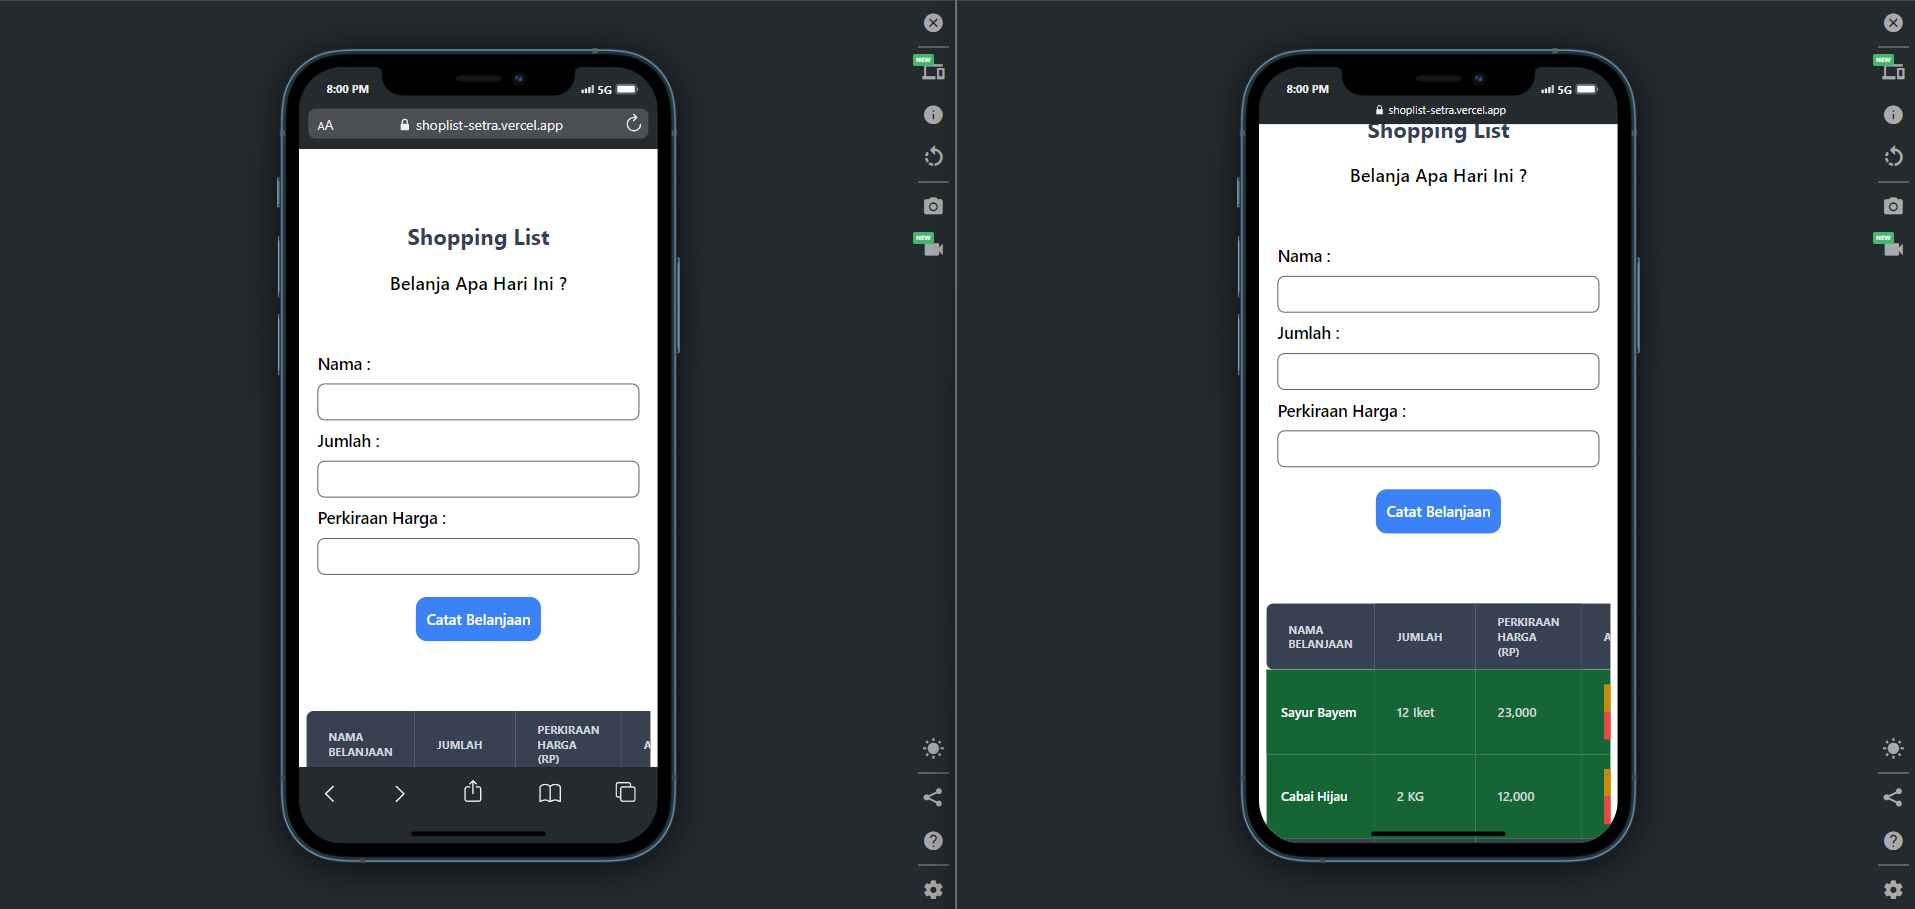 8:00 PM
5G
AA
shoplist-setra.vercel.app
Shopping List
Belanja Apa Hari Ini ?
Nama :
Jumlah :
Perkiraan Harga :
Catat Belanjaan
NAMA BELANJAAN
JUMLAH
PERKIRAAN HARGA (RP)
A
NEW
NEW
8:00 PM
5G
shoplist-setra.vercel.app
Shopping List
Belanja Apa Hari Ini ?
Nama :
Jumlah :
Perkiraan Harga :
Catat Belanjaan
NAMA BELANJAAN
JUMLAH
PERKIRAAN HARGA (RP)
A
Sayur Bayem
12 Iket
23,000
Cabai Hijau
2 KG
12,000
NEW
NEW